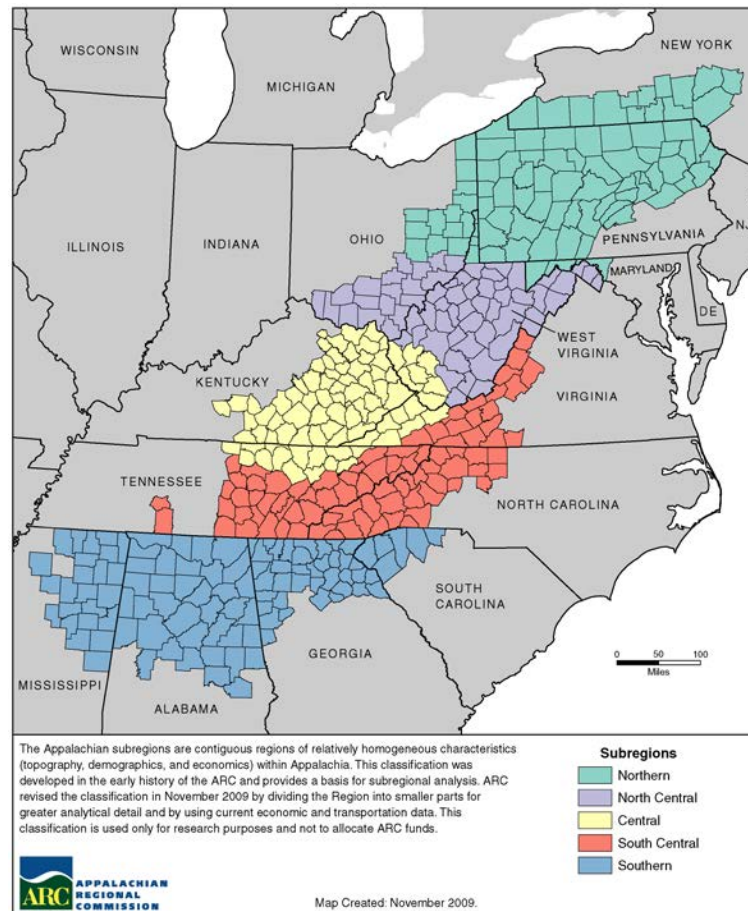 WISCONSIN
MICHIGAN
NEW YORK
ILLINOIS
INDIANA
OHIO
PENNSYLVANIA
NJ
MARYLAND
DE
WEST
VIRGINIA
KENTUCKY
VIRGINIA
TENNESSEE
NORTH CAROLINA
SOUTH
CAROLINA
GEORGIA
MISSISSIPPI
ALABAMA
0 50 100
Miles
The Appalachian subregions are contiguous regions of relatively homogeneous characteristics
(topography, demographics, and economics) within Appalachia. This classification was
developed in the early history of the ARC and provides a basis for subregional analysis. ARC
revised the classification in November 2009 by dividing the Region into smaller parts for
greater analytical detail and by using current economic and transportation data. This
classification is used only for research purposes and not to allocate ARC funds.
Subregions
Northern
North Central
Central
South Central
Southern
ARC
APPALACHIAN
REGIONAL
COMMISSION
Map Created: November 2009.